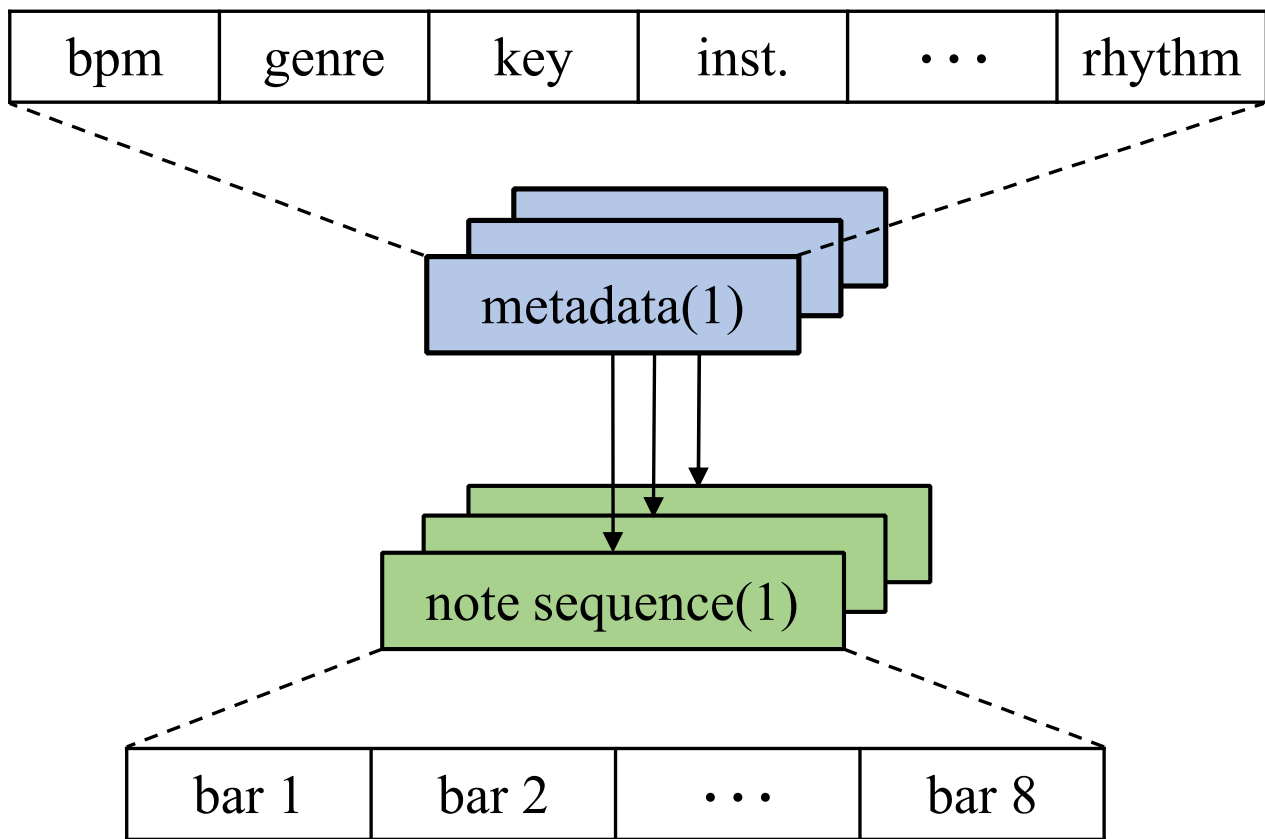 bpm genre key inst. ··· rhythm
metadata(1)
note sequence(1)
bar 1 bar 2 ··· bar 8